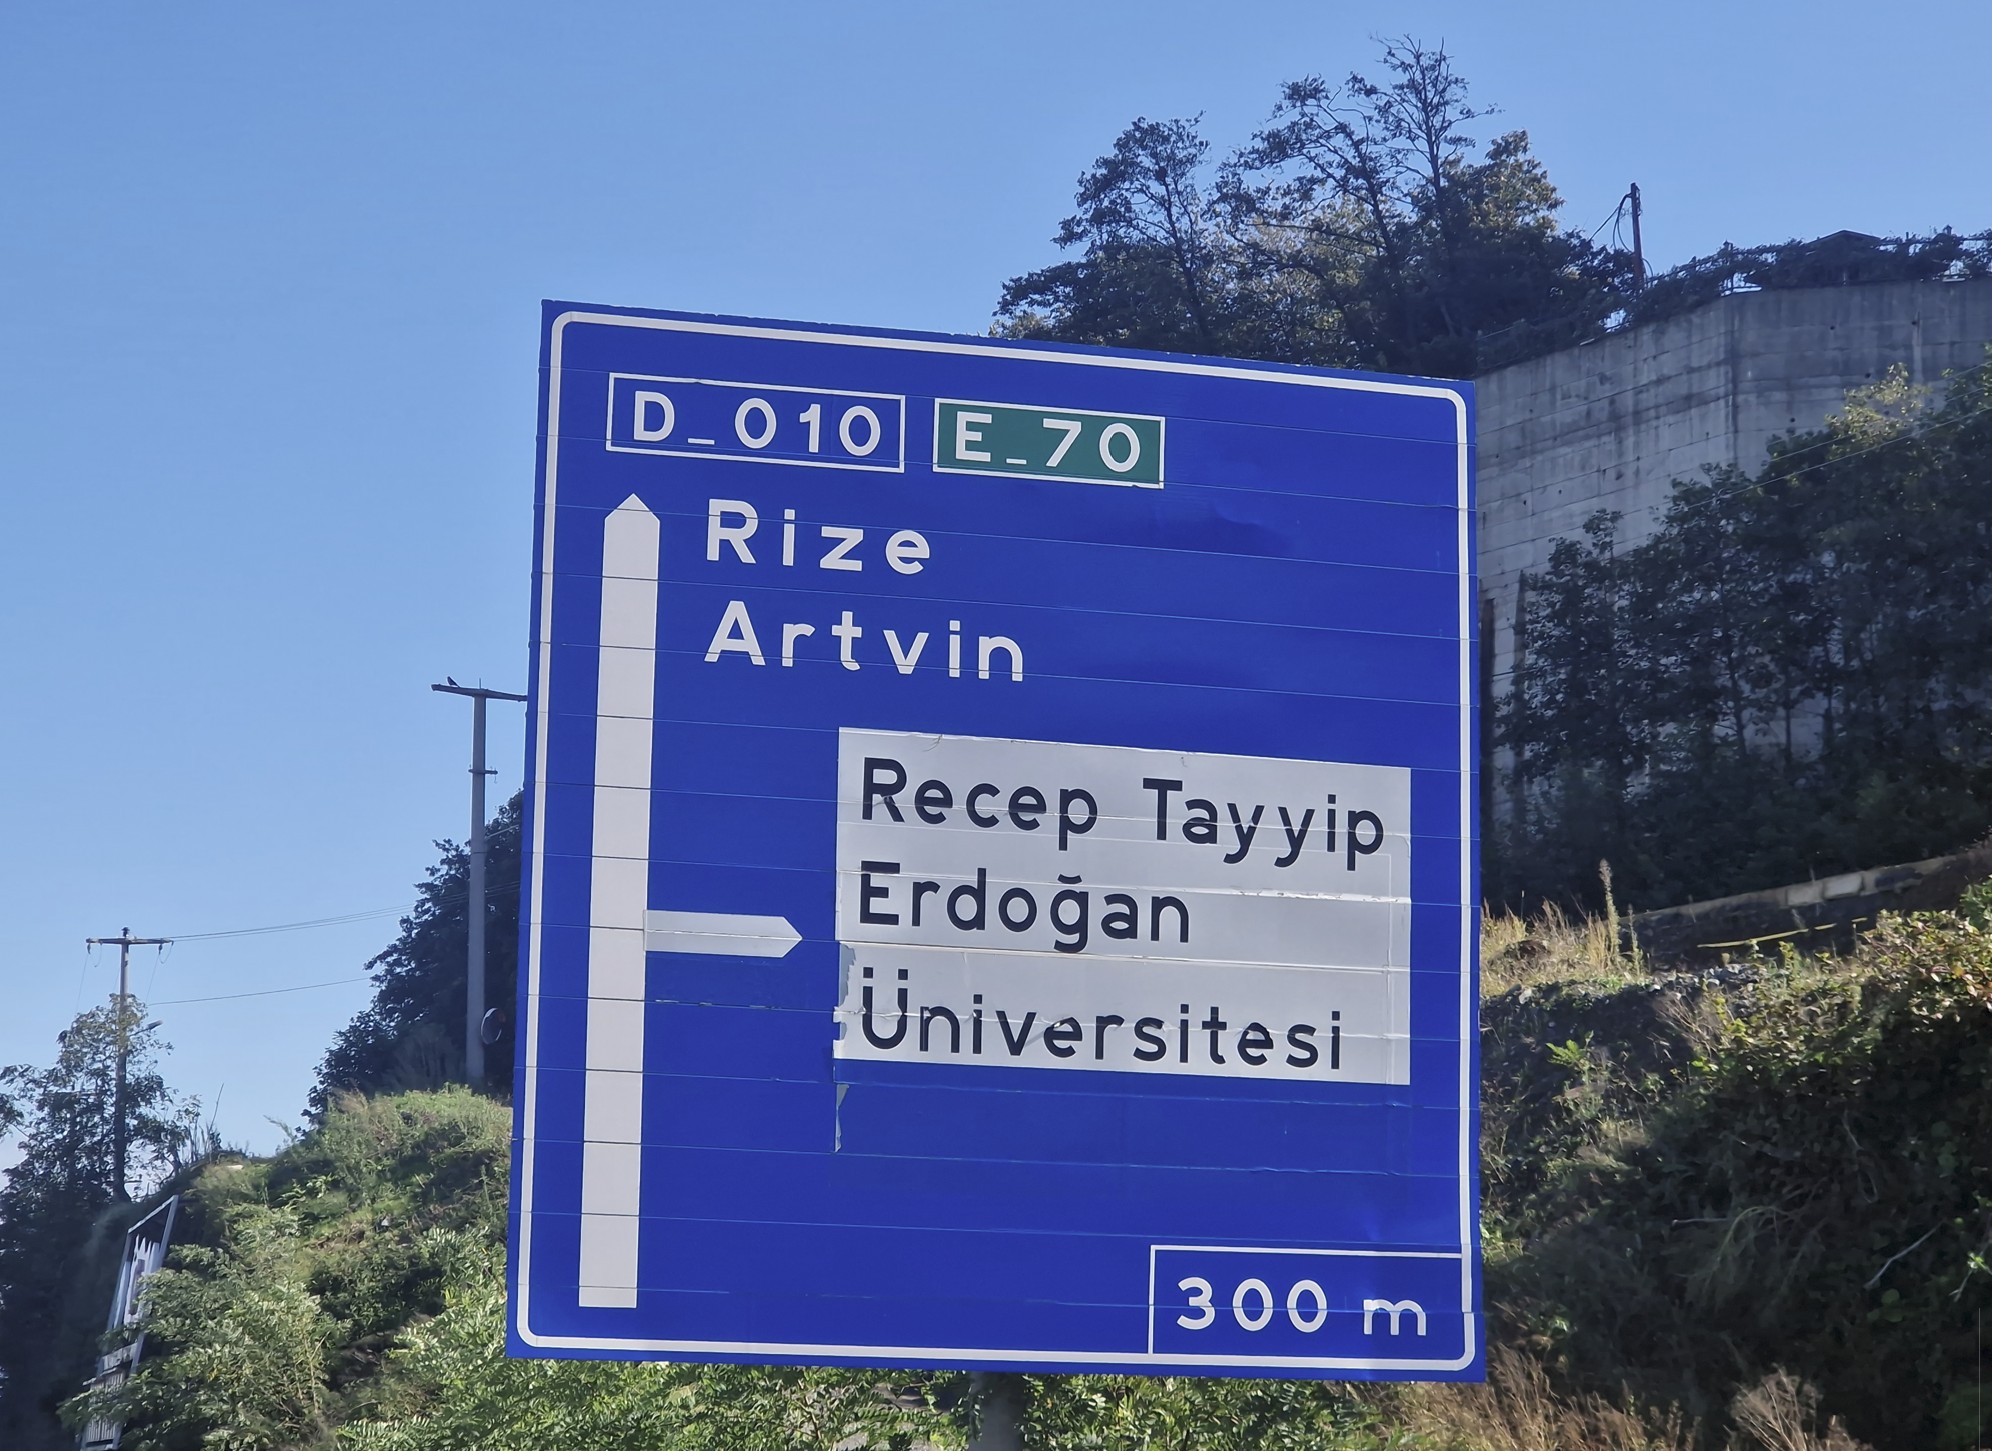 D_010 E_70
Rize
Artvin
Recep Tayyip
Erdoğan
Üniversitesi
300 m